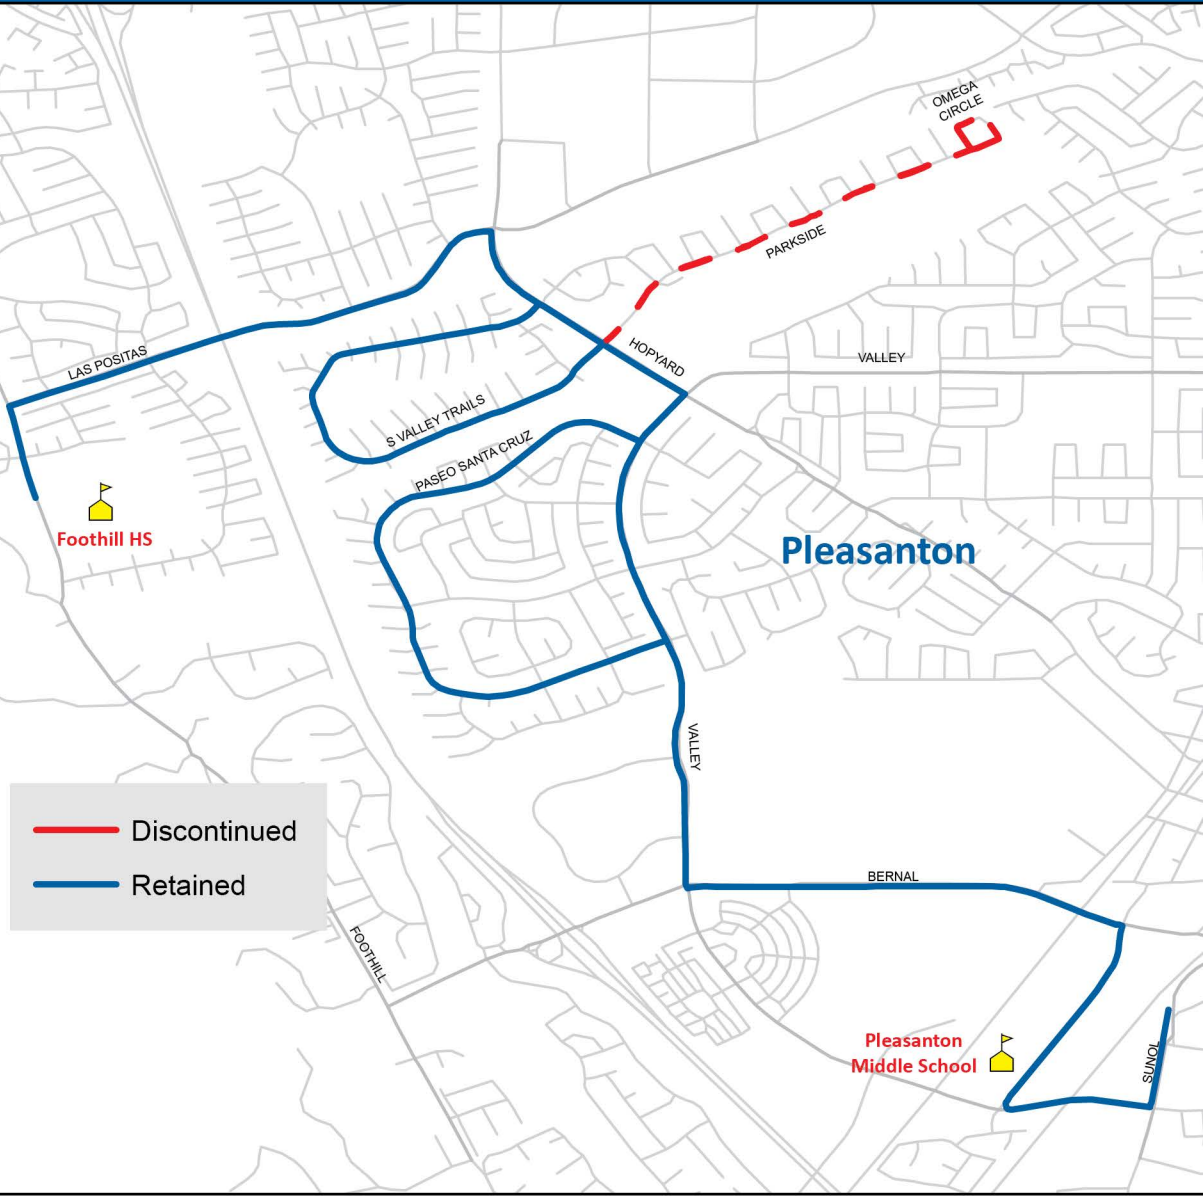 OMEGA
CIRCLE
PARKSIDE
HOPYARD
VALLEY
LAS POSITAS
S VALLEY TRAILS
PASEO SANTA CRUZ
Foothill HS
Pleasanton
VALLEY
Discontinued
Retained
BERNAL
FOOTHILL
Pleasanton
Middle School
SUNOL